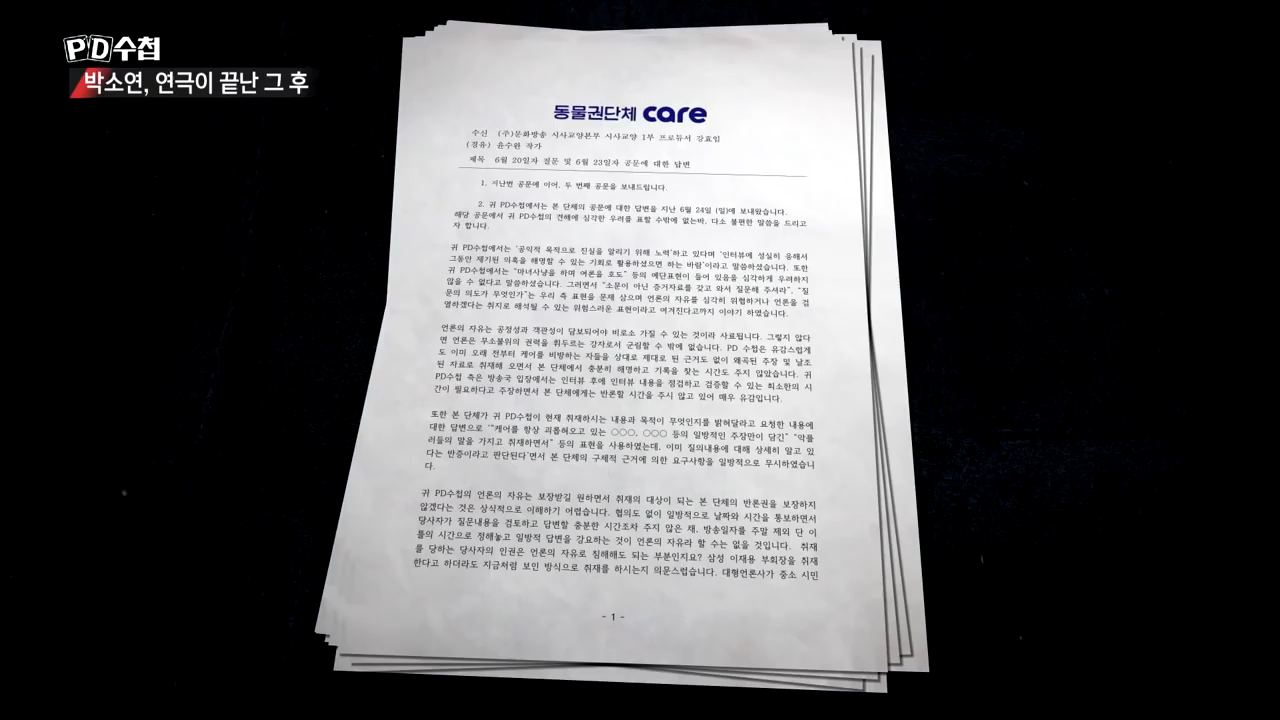 PD수첩
박소연, 연극이 끝난 그 후
동물권단체 care
수신 (주)문화방송 시사교양본부 시사교양 1부 프로듀서 강효임
(경유) 윤수완 작가
제목 6월 20일자 질문 및 6월 23일자 공문에 대한 답변
1. 지난번 공문에 이어, 두 번째 공문을 보내드립니다.
2. 귀 PD수첩에서는 본 단체의 공문에 대한 답변을 지난 6월 24일 (일)에 보내왔습니다.
해당 공문에서 귀 PD수첩의 견해에 심각한 우려를 표할 수밖에 없는바, 다소 불편한 말씀을 드리고
자 합니다.
귀 PD수첩에서는 '공익적 목적으로 진실을 알리기 위해 노력'하고 있다며 '인터뷰에 성실히 응해서
그동안 제기된 의혹을 해명할 수 있는 기회로 활용하셨으면 하는 바람'이라고 말씀하셨습니다. 또한
귀 PD수첩에서는 "마녀사냥을 하며 여론을 호도" 등의 예단표현이 들어 있음을 심각하게 우려하지
않을 수 없다고 말씀하셨습니다. 그러면서 "소문이 아닌 증거자료를 갖고 와서 질문해 주셔라", "질
문의 의도가 무엇인가"는 우리 측 표현을 문제 삼으며 언론의 자유를 심각히 위협하거나 언론을 검
열하겠다는 취지로 해석될 수 있는 위험스러운 표현이라고 여겨진다고까지 이야기 하였습니다.
언론의 자유는 공정성과 객관성이 담보되어야 비로소 가질 수 있는 것이라 사료됩니다. 그렇지 않다
면 언론은 무소불위의 권력을 휘두르는 강자로서 군림할 수 밖에 없습니다. PD 수첩은 유감스럽게
도 이미 오래 전부터 케어를 비방하는 자들을 상대로 제대로 된 근거도 없이 왜곡된 주장 및 날조
된 자료로 취재해 오면서 본 단체에서 충분히 해명하고 기록을 찾는 시간도 주지 않았습니다. 귀
PD수첩 측은 방송국 입장에서는 인터뷰 후에 인터뷰 내용을 점검하고 검증할 수 있는 최소한의 시
간이 필요하다고 주장하면서 본 단체에게는 반론할 시간을 주시 않고 있어 매우 유감입니다.
또한 본 단체가 귀 PD수첩이 현재 취재하시는 내용과 목적이 무엇인지를 밝혀달라고 요청한 내용에
대한 답변으로 '"케어를 항상 괴롭혀오고 있는 ○○○, ○○○ 등의 일방적인 주장만이 담긴" "악플
러들의 말을 가지고 취재하면서" 등의 표현을 사용하였는데, 이미 질의내용에 대해 상세히 알고 있
다는 반증이라고 판단된다'면서 본 단체의 구체적 근거에 의한 요구사항을 일방적으로 무시하였습니
다.
귀 PD수첩의 언론의 자유는 보장받길 원하면서 취재의 대상이 되는 본 단체의 반론권을 보장하지
않겠다는 것은 상식적으로 이해하기 어렵습니다. 협의도 없이 일방적으로 날짜와 시간을 통보하면서
당사자가 질문내용을 검토하고 답변할 충분한 시간조차 주지 않은 채, 방송일자를 주말 제외 단 이
틀의 시간으로 정해놓고 일방적 답변을 강요하는 것이 언론의 자유라 할 수는 없을 것입니다. 취재
를 당하는 당사자의 인권은 언론의 자유로 침해해도 되는 부분인지요? 삼성 이재용 부회장을 취재
한다고 하더라도 지금처럼 보인 방식으로 취재를 하시는지 의문스럽습니다. 대형언론사가 중소 시민
- 1 -